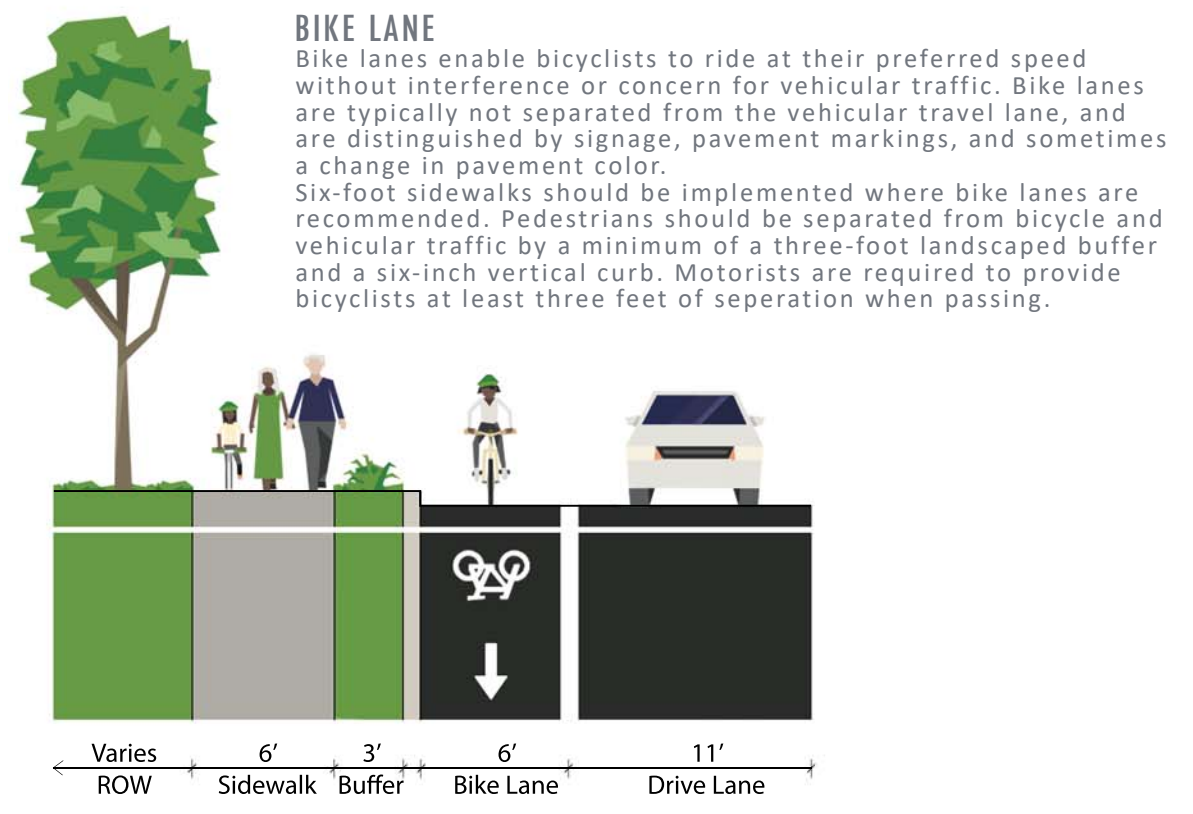 BIKE LANE
Bike lanes enable bicyclists to ride at their preferred speed
without interference or concern for vehicular traffic. Bike lanes
are typically not separated from the vehicular travel lane, and
are distinguished by signage, pavement markings, and sometimes
a change in pavement color.
Six-foot sidewalks should be implemented where bike lanes are
recommended. Pedestrians should be separated from bicycle and
vehicular traffic by a minimum of a three-foot landscaped buffer
and a six-inch vertical curb. Motorists are required to provide
bicyclists at least three feet of seperation when passing.
Varies 6′ 3′ 6′ 11′
ROW Sidewalk Buffer Bike Lane Drive Lane